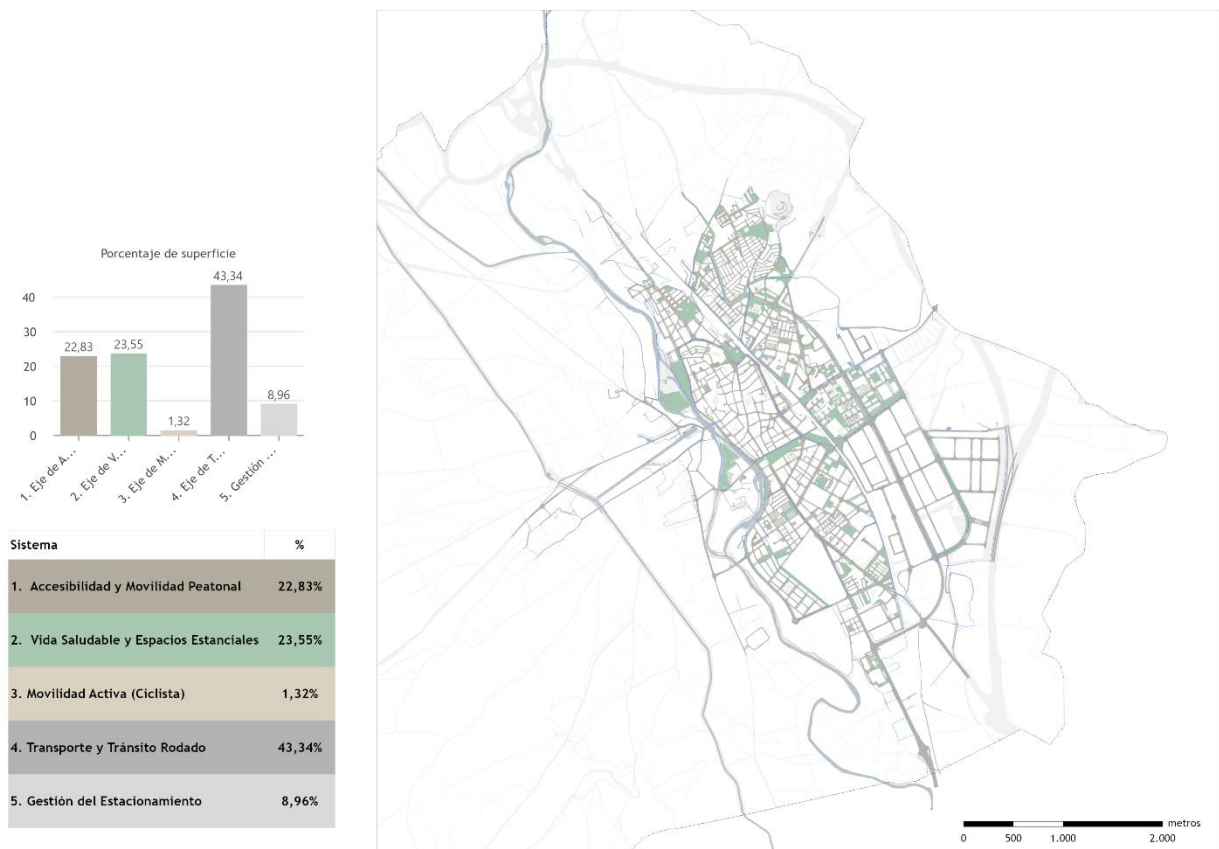 Porcentaje de superficie
40
30
20
10
0
22,83
23,55
1,32
43,34
8,96
1. Eje de A...
2. Eje de V...
3. Eje de M...
4. Eje de T...
5. Gestión ...
Sistema %
1. Accesibilidad y Movilidad Peatonal 22,83%
2. Vida Saludable y Espacios Estanciales 23,55%
3. Movilidad Activa (Ciclista) 1,32%
4. Transporte y Tránsito Rodado 43,34%
5. Gestión del Estacionamiento 8,96%
metros
0 500 1.000 2.000